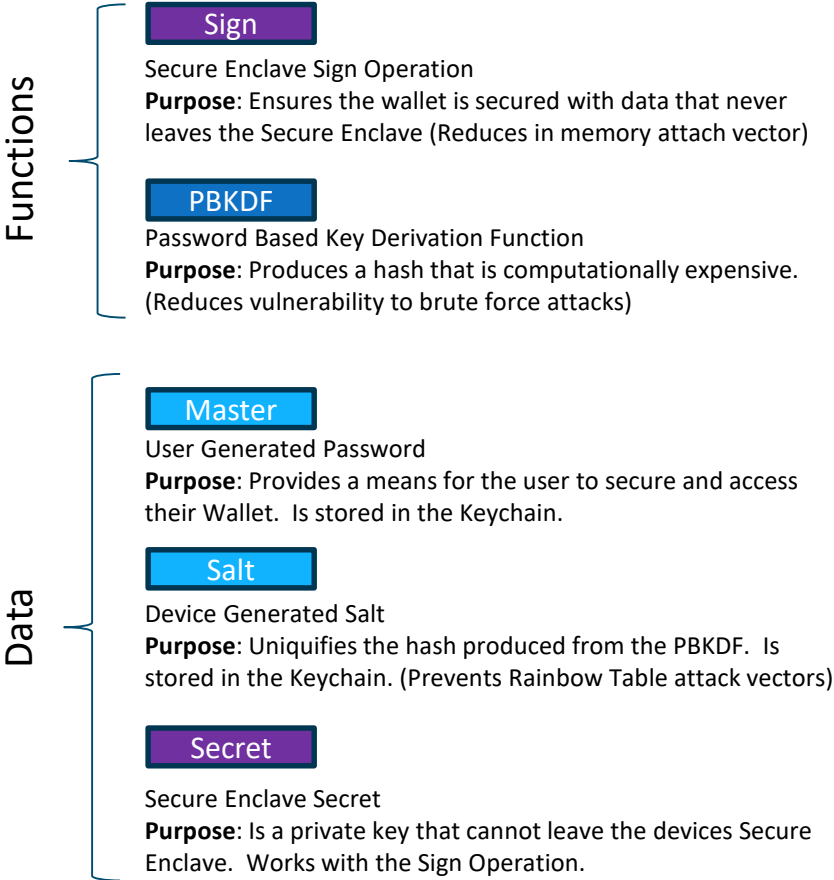 Functions
Sign
Secure Enclave Sign Operation
Purpose: Ensures the wallet is secured with data that never
leaves the Secure Enclave (Reduces in memory attach vector)
PBKDF
Password Based Key Derivation Function
Purpose: Produces a hash that is computationally expensive.
(Reduces vulnerability to brute force attacks)
Data
Master
User Generated Password
Purpose: Provides a means for the user to secure and access
their Wallet.  Is stored in the Keychain.
Salt
Device Generated Salt
Purpose: Uniquifies the hash produced from the PBKDF.  Is
stored in the Keychain. (Prevents Rainbow Table attack vectors)
Secret
Secure Enclave Secret
Purpose: Is a private key that cannot leave the devices Secure
Enclave.  Works with the Sign Operation.